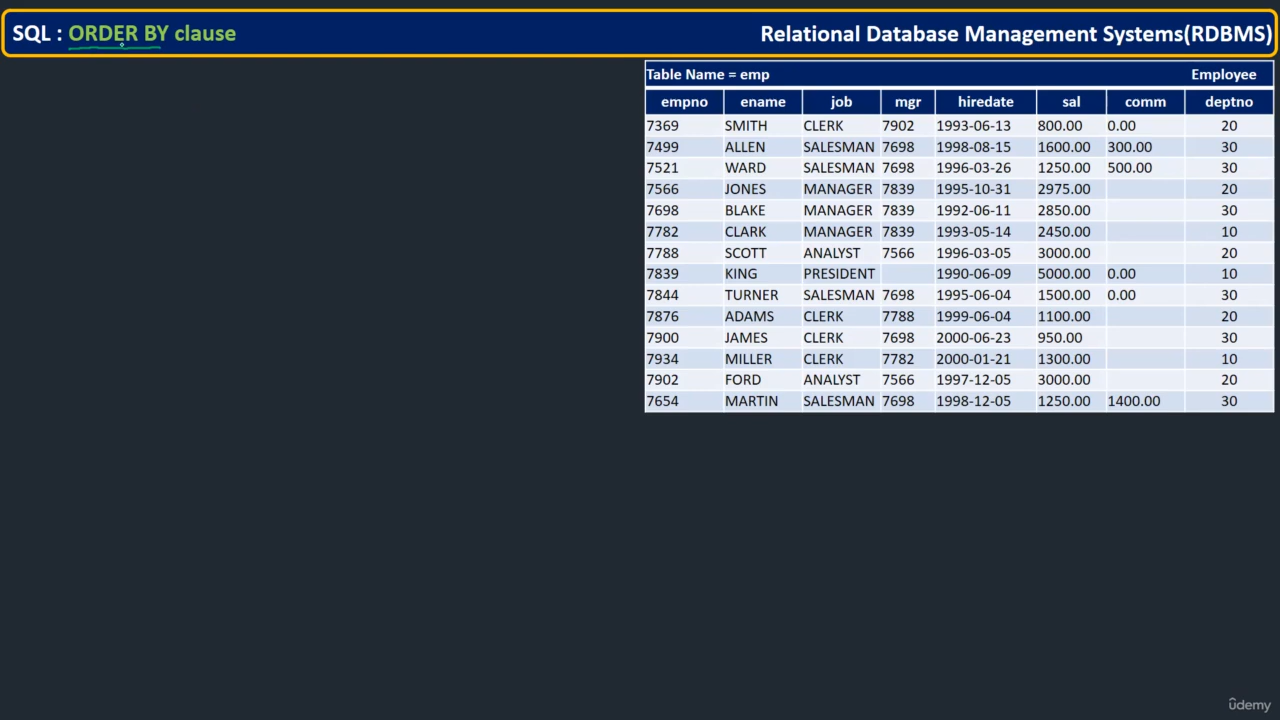 SQL : ORDER BY clause Relational Database Management Systems(RDBMS)
Table Name = emp Employee
empno ename job mgr hiredate sal comm deptno
7369 SMITH CLERK 7902 1993-06-13 800.00 0.00 20
7499 ALLEN SALESMAN 7698 1998-08-15 1600.00 300.00 30
7521 WARD SALESMAN 7698 1996-03-26 1250.00 500.00 30
7566 JONES MANAGER 7839 1995-10-31 2975.00 20
7698 BLAKE MANAGER 7839 1992-06-11 2850.00 30
7782 CLARK MANAGER 7839 1993-05-14 2450.00 10
7788 SCOTT ANALYST 7566 1996-03-05 3000.00 20
7839 KING PRESIDENT 1990-06-09 5000.00 0.00 10
7844 TURNER SALESMAN 7698 1995-06-04 1500.00 0.00 30
7876 ADAMS CLERK 7788 1999-06-04 1100.00 20
7900 JAMES CLERK 7698 2000-06-23 950.00 30
7934 MILLER CLERK 7782 2000-01-21 1300.00 10
7902 FORD ANALYST 7566 1997-12-05 3000.00 20
7654 MARTIN SALESMAN 7698 1998-12-05 1250.00 1400.00 30
ûdemy